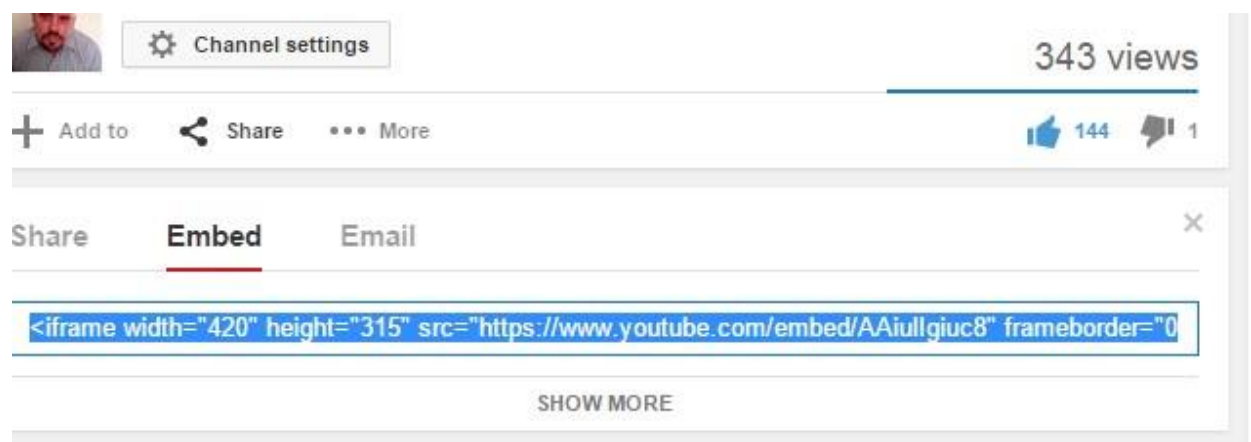 Channel settings
343 views
Add to Share ••• More 144 1
Share Embed Email ×
<iframe width="420" height="315" src="https://www.youtube.com/embed/AAiulIgiuc8" frameborder="0
SHOW MORE